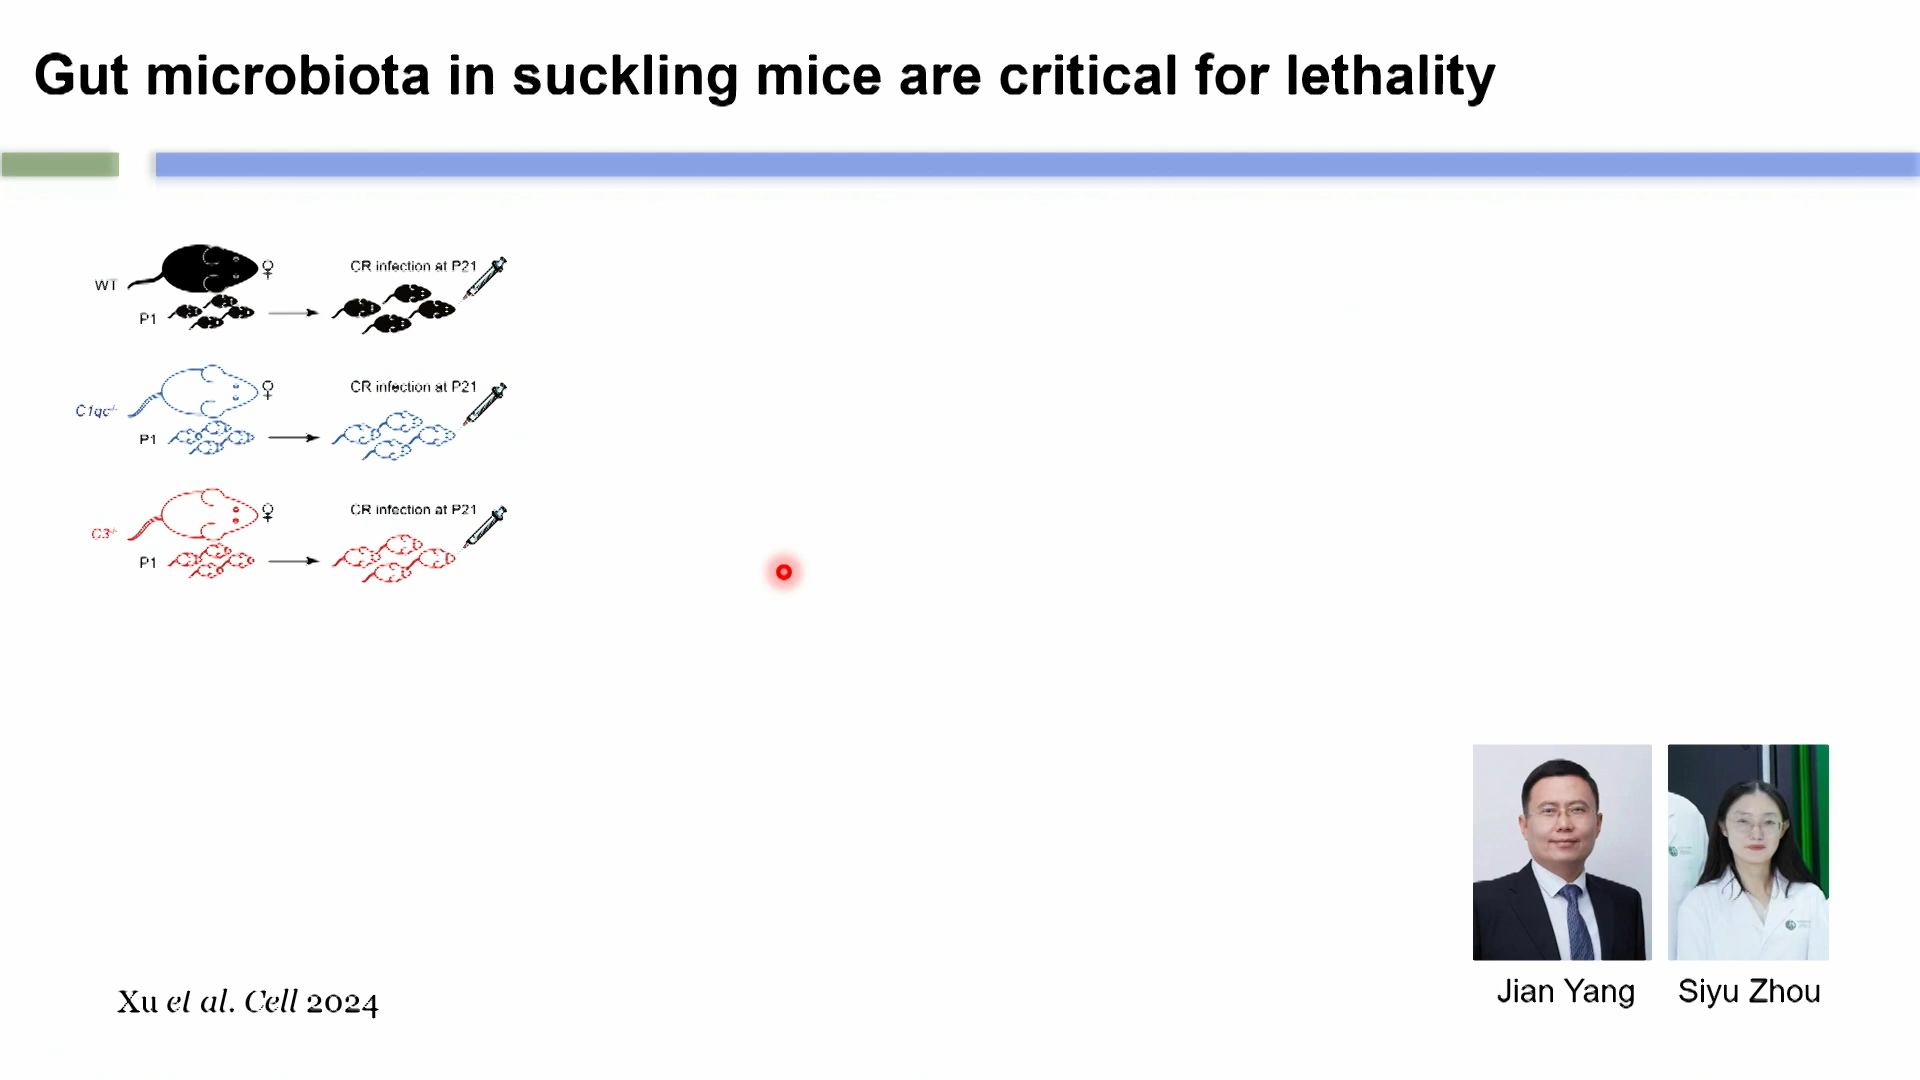 Gut microbiota in suckling mice are critical for lethality
WT
♀
CR infection at P21
P1
C1qc-/-
♀
CR infection at P21
P1
C3-/-
♀
CR infection at P21
P1
Jian Yang
Siyu Zhou
Xu et al. Cell 2024